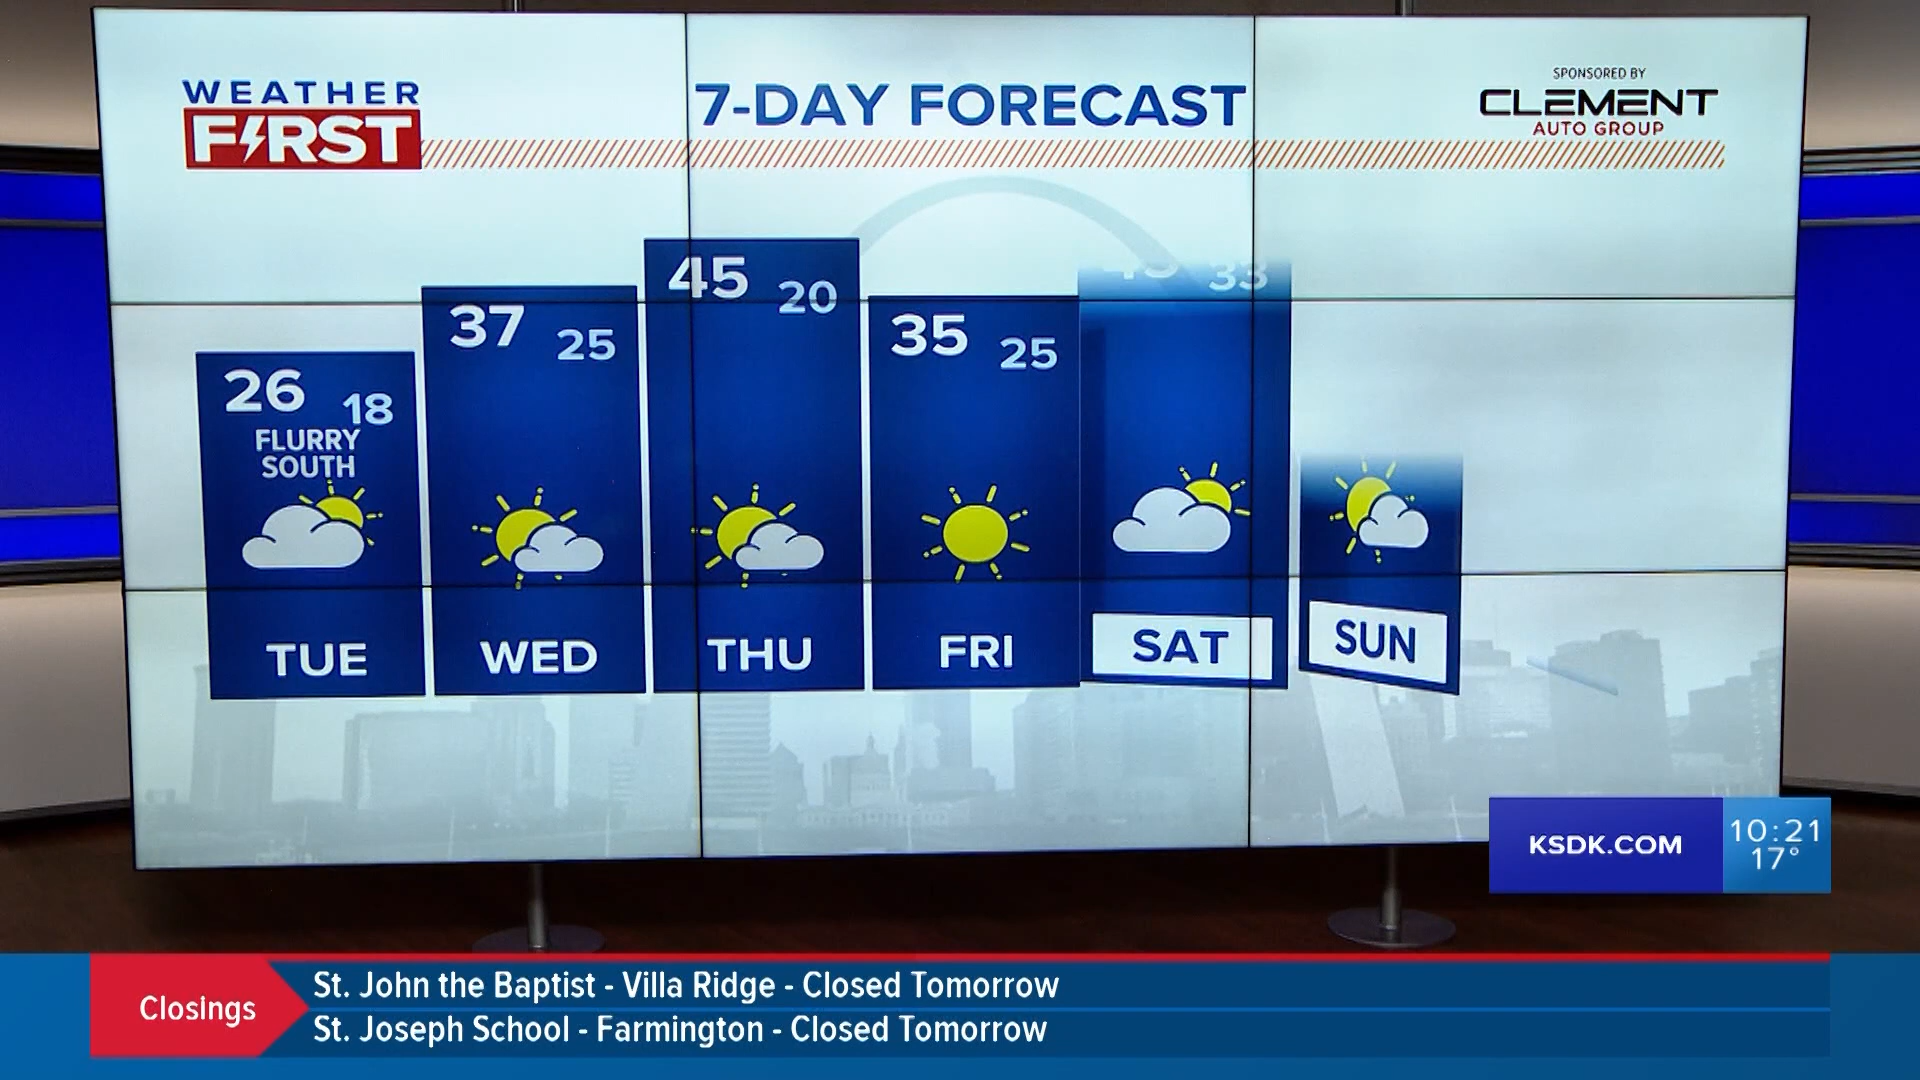 WEATHER
FIRST
7-DAY FORECAST
SPONSORED BY
CLEMENT
AUTO GROUP
26 18
FLURRY
SOUTH
TUE
37 25
WED
45 20
THU
35 25
FRI
33
SAT
SUN
KSDK.COM
10:21
17°
Closings
St. John the Baptist - Villa Ridge - Closed Tomorrow
St. Joseph School - Farmington - Closed Tomorrow